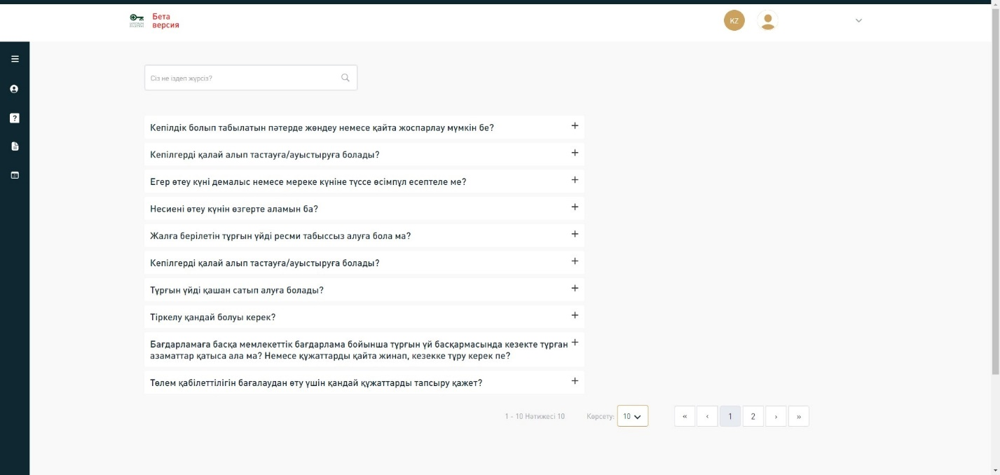 Бета
версия
KZ
Сіз не іздеп жүрсіз?
Кепілдік болып табылатын пәтерде жөндеу немесе қайта жоспарлау мүмкін бе?
Кепілгерді қалай алып тастауға/ауыстыруға болады?
Егер өтеу күні демалыс немесе мереке күніне түссе өсімпұл есептеле ме?
Несиені өтеу күнін өзгерте аламын ба?
Жалға берілетін тұрғын үйді ресми табыссыз алуға бола ма?
Кепілгерді қалай алып тастауға/ауыстыруға болады?
Тұрғын үйді қашан сатып алуға болады?
Тіркелу қандай болуы керек?
Бағдарламаға басқа мемлекеттік бағдарлама бойынша тұрғын үй басқармасында кезекте тұрған
азаматтар қатыса ала ма? Немесе құжаттарды қайта жинап, кезекке тұру керек пе?
Төлем қабілеттілігін бағалаудан өту үшін қандай құжаттарды тапсыру қажет?
1 - 10 Нәтижесі 10 Көрсету: 10 « ‹ 1 2 › »